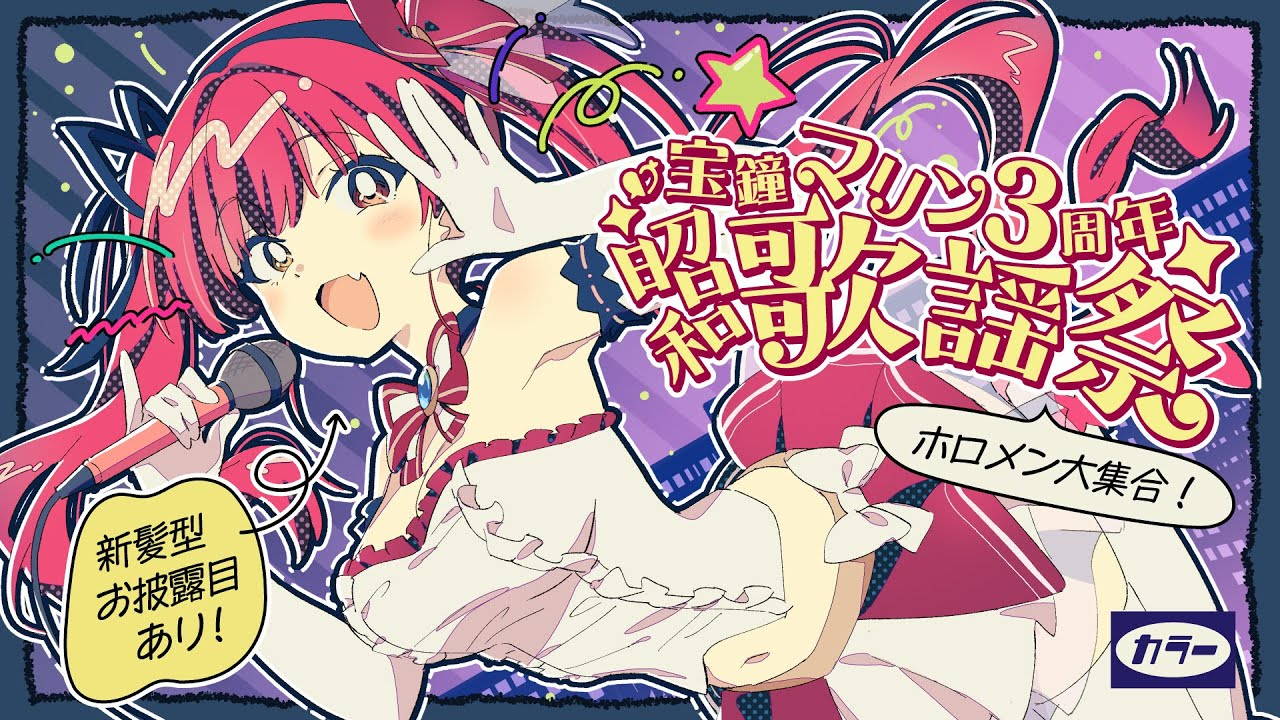 宝鐘マリン3周年
昭和歌謡祭
ホロメン大集合！
新髪型
お披露目
あり！
カラー